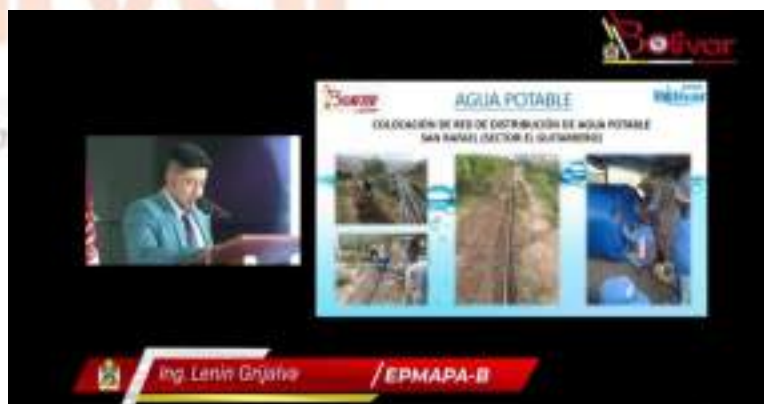 Bolívar
AGUA POTABLE
COLOCACIÓN DE RED DE DISTRIBUCIÓN DE AGUA POTABLE
SAN RAFAEL (SECTOR EL GUITARRERO)
Ing. Lenin Grijalva
/EPMAPA-B